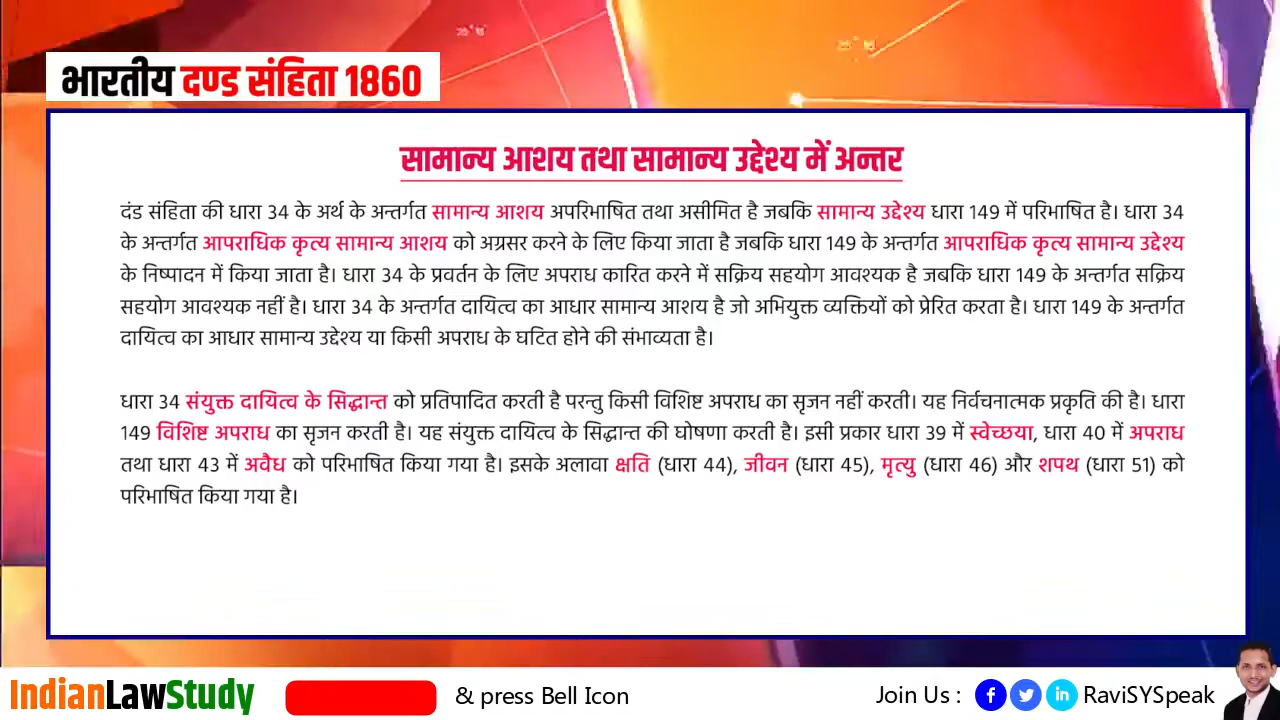 भारतीय दण्ड संहिता 1860
सामान्य आशय तथा सामान्य उद्देश्य में अन्तर
दंड संहिता की धारा 34 के अर्थ के अन्तर्गत सामान्य आशय अपरिभाषित तथा असीमित है जबकि सामान्य उद्देश्य धारा 149 में परिभाषित है। धारा 34
के अन्तर्गत आपराधिक कृत्य सामान्य आशय को अग्रसर करने के लिए किया जाता है जबकि धारा 149 के अन्तर्गत आपराधिक कृत्य सामान्य उद्देश्य
के निष्पादन में किया जाता है। धारा 34 के प्रवर्तन के लिए अपराध कारित करने में सक्रिय सहयोग आवश्यक है जबकि धारा 149 के अन्तर्गत सक्रिय
सहयोग आवश्यक नहीं है। धारा 34 के अन्तर्गत दायित्व का आधार सामान्य आशय है जो अभियुक्त व्यक्तियों को प्रेरित करता है। धारा 149 के अन्तर्गत
दायित्व का आधार सामान्य उद्देश्य या किसी अपराध के घटित होने की संभाव्यता है।
धारा 34 संयुक्त दायित्व के सिद्धान्त को प्रतिपादित करती है परन्तु किसी विशिष्ट अपराध का सृजन नहीं करती। यह निर्वचनात्मक प्रकृति की है। धारा
149 विशिष्ट अपराध का सृजन करती है। यह संयुक्त दायित्व के सिद्धान्त की घोषणा करती है। इसी प्रकार धारा 39 में स्वेच्छया, धारा 40 में अपराध
तथा धारा 43 में अवैध को परिभाषित किया गया है। इसके अलावा क्षति (धारा 44), जीवन (धारा 45), मृत्यु (धारा 46) और शपथ (धारा 51) को
परिभाषित किया गया है।
IndianLawStudy & press Bell Icon Join Us : RaviSYSpeak